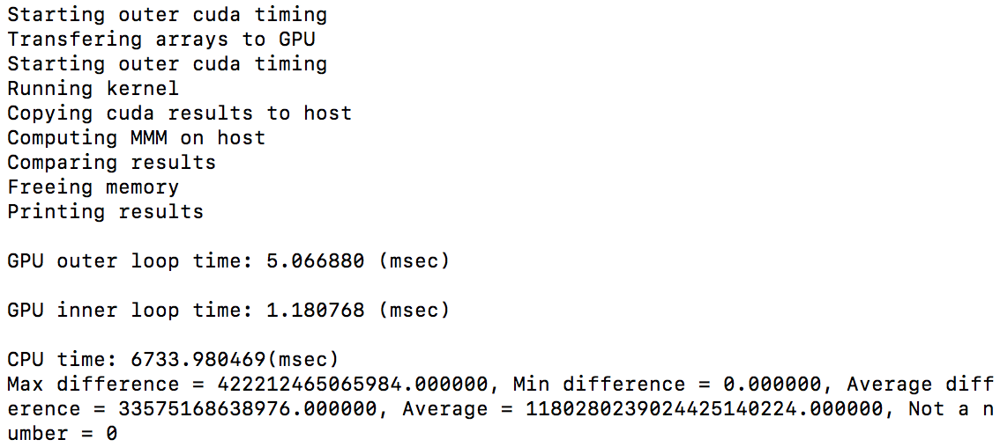 Starting outer cuda timing
Transfering arrays to GPU
Starting outer cuda timing
Running kernel
Copying cuda results to host
Computing MMM on host
Comparing results
Freeing memory
Printing results
GPU outer loop time: 5.066880 (msec)
GPU inner loop time: 1.180768 (msec)
CPU time: 6733.980469(msec)
Max difference = 422212465065984.000000, Min difference = 0.000000, Average diff
erence = 33575168638976.000000, Average = 1180280239024425140224.000000, Not a n
umber = 0